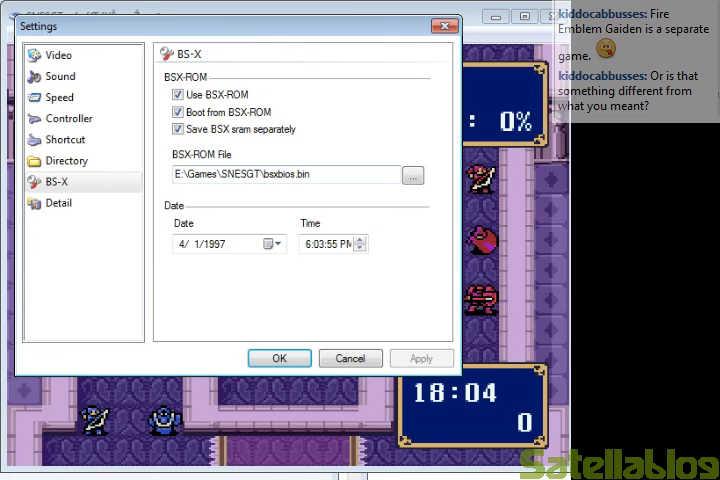 Settings
Video
Sound
Speed
Controller
Shortcut
Directory
BS-X
Detail
BS-X
BSX-ROM
Use BSX-ROM
Boot from BSX-ROM
Save BSX sram separately
BSX-ROM File
E:\Games\SNESGT\bsxbios.bin
...
Date
Date
Time
4/ 1/1997
6:03:55 PM
OK
Cancel
Apply
: 0%
18:04
0
kiddocabbusses: Fire
Emblem Gaiden is a separate
game.
kiddocabbusses: Or is that
something different from
what you meant?
Satellablog